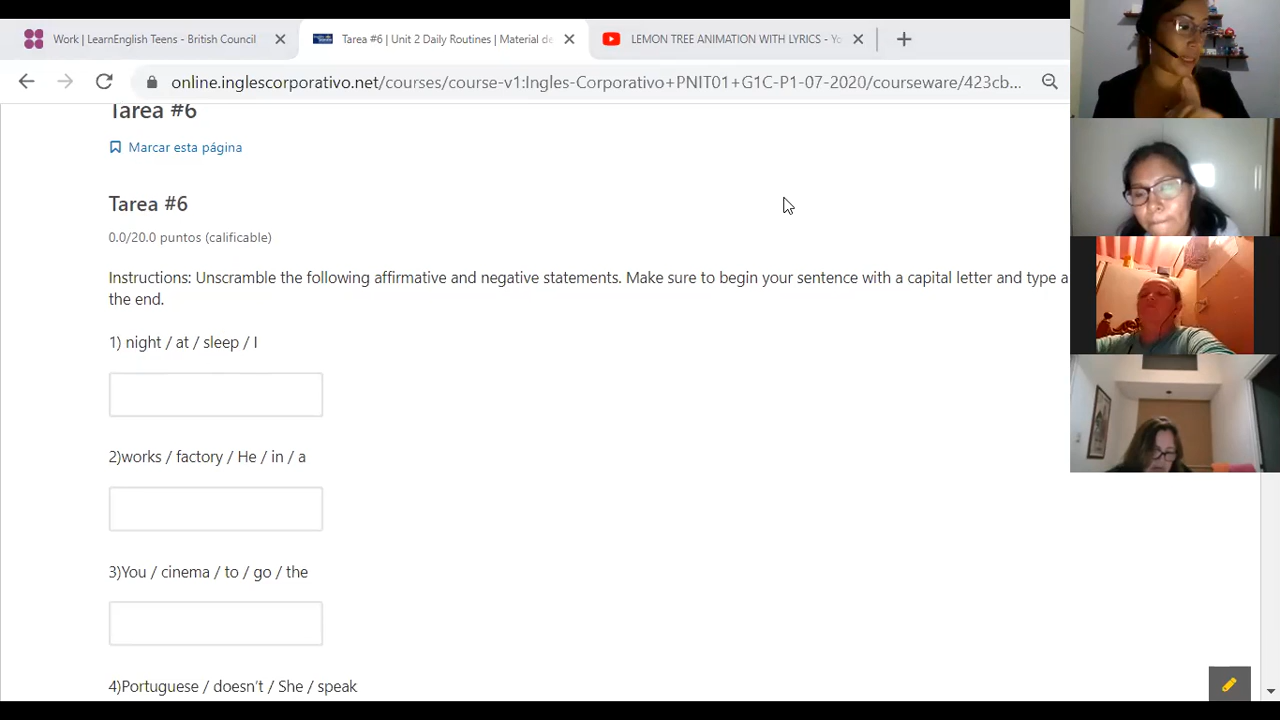 Work | LearnEnglish Teens - British Council
Tarea #6 | Unit 2 Daily Routines | Material de
LEMON TREE ANIMATION WITH LYRICS - Yo
online.inglescorporativo.net/courses/course-v1:Ingles-Corporativo+PNIT01+G1C-P1-07-2020/courseware/423cb...
Tarea #6
Marcar esta página
Tarea #6
0.0/20.0 puntos (calificable)
Instructions: Unscramble the following affirmative and negative statements. Make sure to begin your sentence with a capital letter and type a
the end.
1) night / at / sleep / I
2)works / factory / He / in / a
3)You / cinema / to / go / the
4)Portuguese / doesn't / She / speak